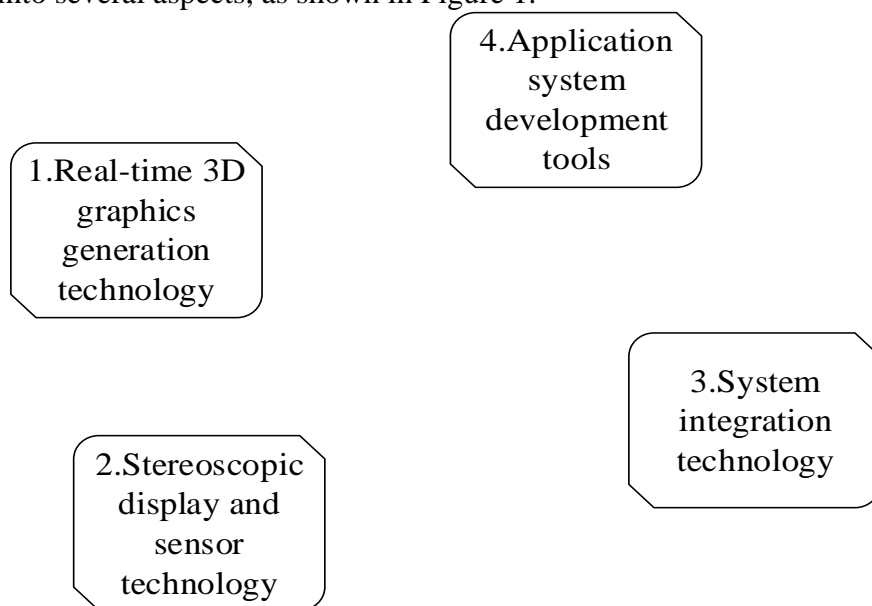 into several aspects, as shown in Figure 1.
4.Application
system
development
tools
1.Real-time 3D
graphics
generation
technology
3.System
integration
technology
2.Stereoscopic
display and
sensor
technology